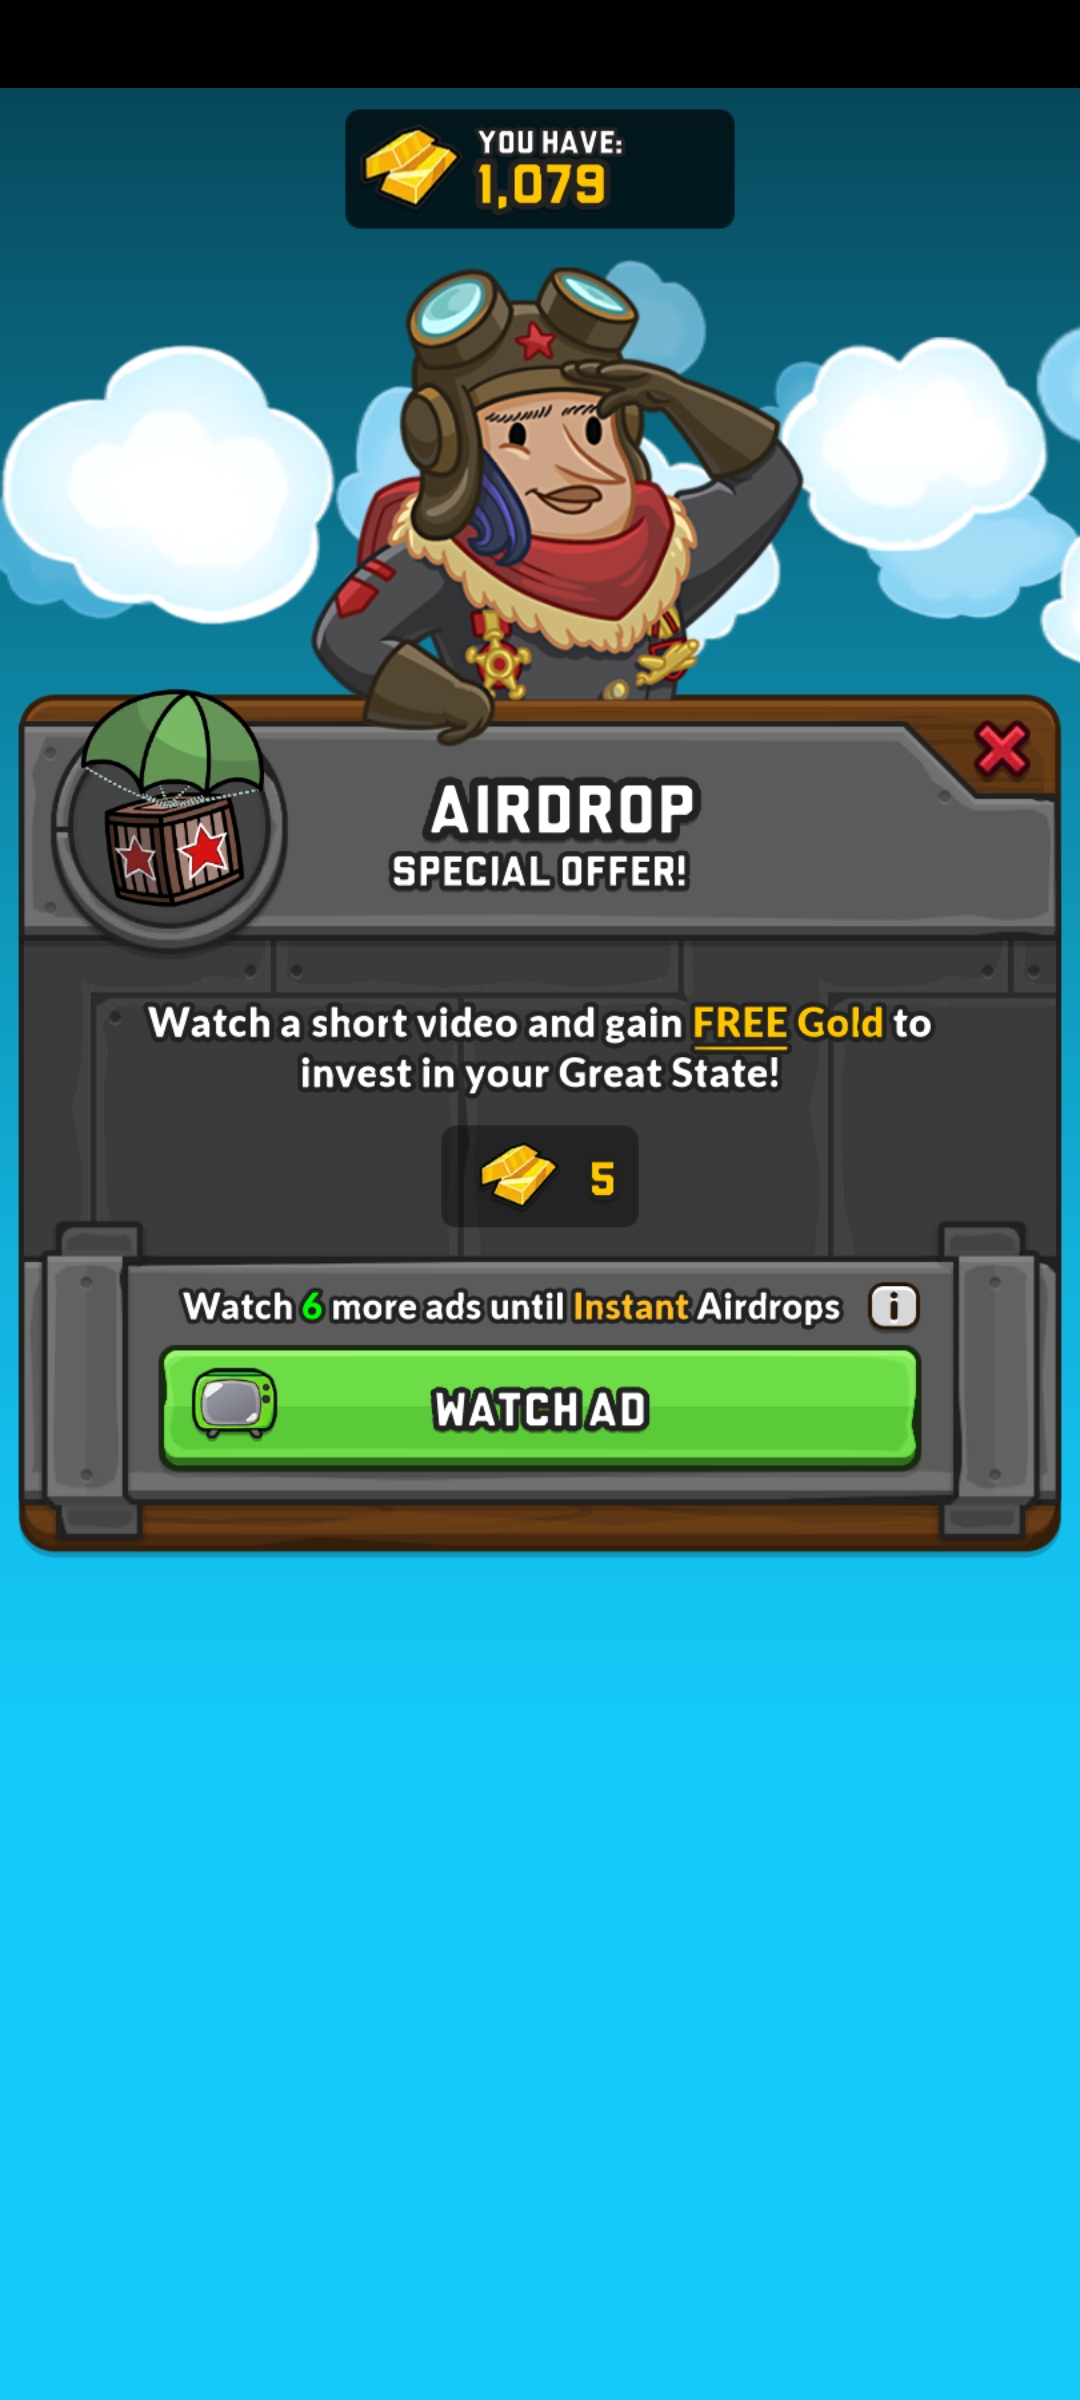 YOU HAVE:
1,079
AIRDROP
SPECIAL OFFER!
Watch a short video and gain FREE Gold to
invest in your Great State!
5
Watch 6 more ads until Instant Airdrops
i
WATCH AD